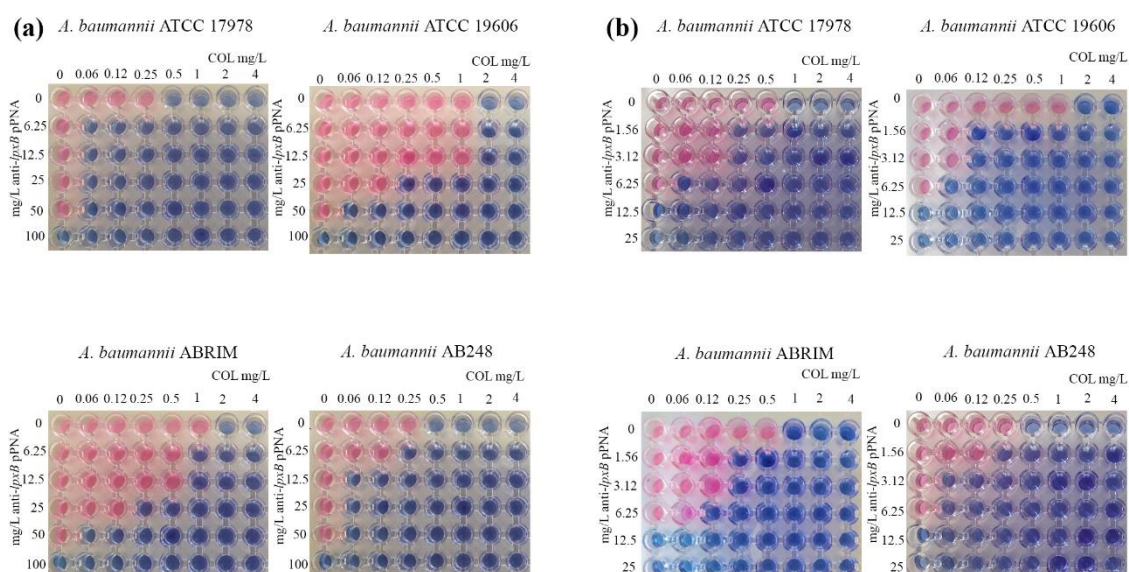 (a) A. baumannii ATCC 17978
COL mg/L
0 0.06 0.12 0.25 0.5 1 2 4
mg/L anti-lpxB pPNA
0
6.25
12.5
25
50
100
A. baumannii ATCC 19606
COL mg/L
0 0.06 0.12 0.25 0.5 1 2 4
mg/L anti-lpxB pPNA
0
6.25
12.5
25
50
100
(b) A. baumannii ATCC 17978
COL mg/L
0 0.06 0.12 0.25 0.5 1 2 4
mg/L anti-lpxB pPNA
0
1.56
3.12
6.25
12.5
25
A. baumannii ATCC 19606
COL mg/L
0 0.06 0.12 0.25 0.5 1 2 4
mg/L anti-lpxB pPNA
0
1.56
3.12
6.25
12.5
25
A. baumannii ABRIM
COL mg/L
0 0.06 0.12 0.25 0.5 1 2 4
mg/L anti-lpxB pPNA
0
6.25
12.5
25
50
100
A. baumannii AB248
COL mg/L
0 0.06 0.12 0.25 0.5 1 2 4
mg/L anti-lpxB pPNA
0
6.25
12.5
25
50
100
A. baumannii ABRIM
COL mg/L
0 0.06 0.12 0.25 0.5 1 2 4
mg/L anti-lpxB pPNA
0
1.56
3.12
6.25
12.5
25
A. baumannii AB248
COL mg/L
0 0.06 0.12 0.25 0.5 1 2 4
mg/L anti-lpxB pPNA
0
1.56
3.12
6.25
12.5
25